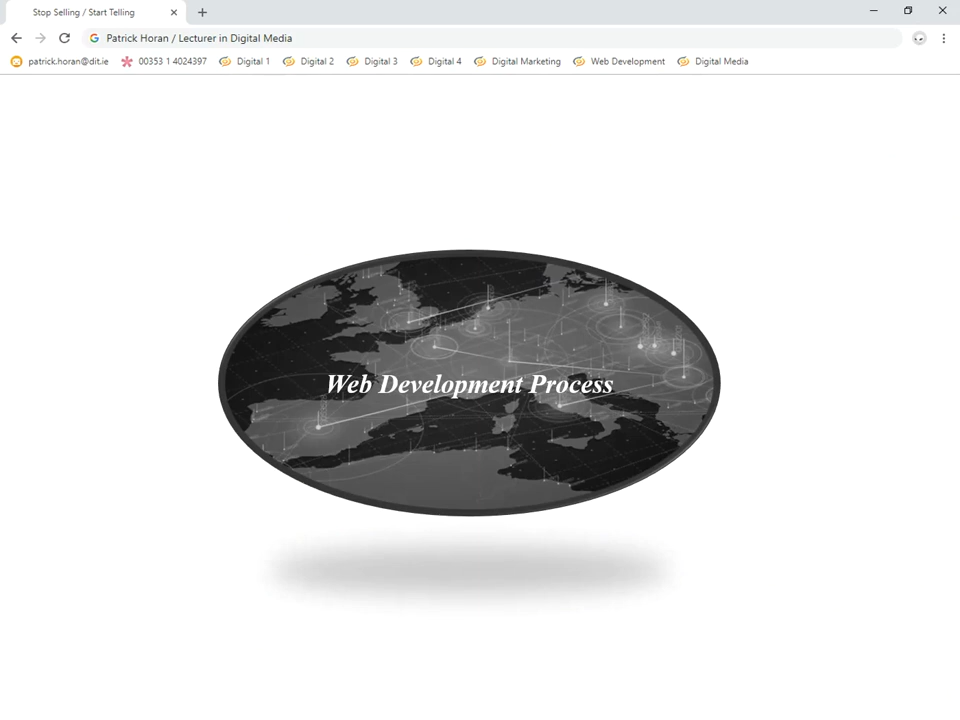 Stop Selling / Start Telling
Patrick Horan / Lecturer in Digital Media
patrick.horan@dit.ie 00353 1 4024397 Digital 1 Digital 2 Digital 3 Digital 4 Digital Marketing Web Development Digital Media
Web Development Process